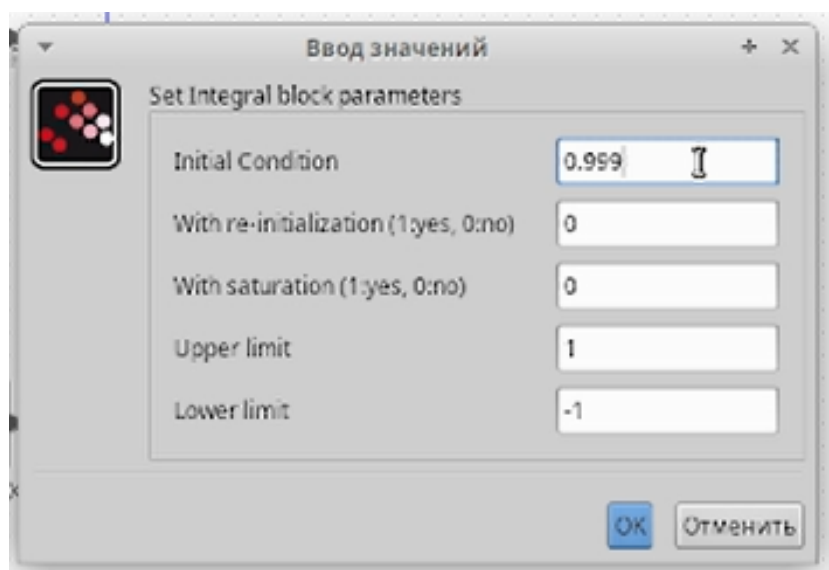 Ввод значений
Set Integral block parameters
Initial Condition 0.999
With re-initialization (1:yes, 0:no) 0
With saturation (1:yes, 0:no) 0
Upper limit 1
Lower limit -1
OK Отменить